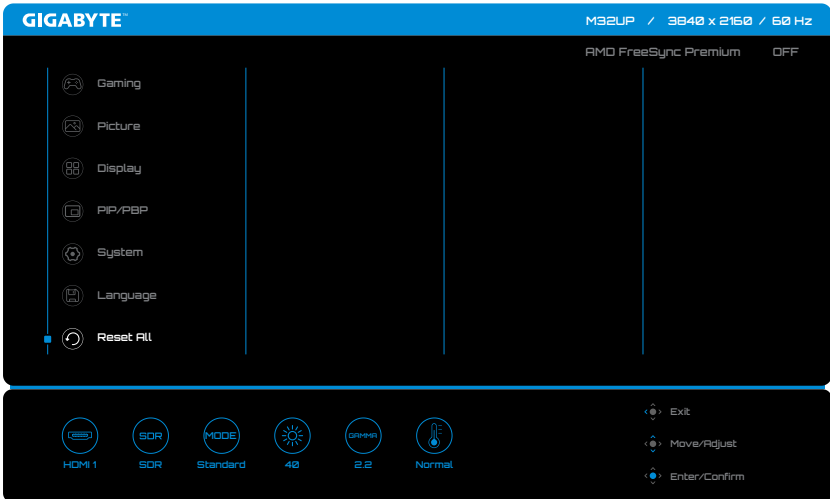 GIGABYTE™
M32UP / 3840 x 2160 / 60 Hz
AMD FreeSync Premium OFF
Gaming
Picture
Display
PIP/PBP
System
Language
Reset All
SDR
MODE
GAMMA
HDMI 1
SDR
Standard
40
2.2
Normal
Exit
Move/Adjust
Enter/Confirm